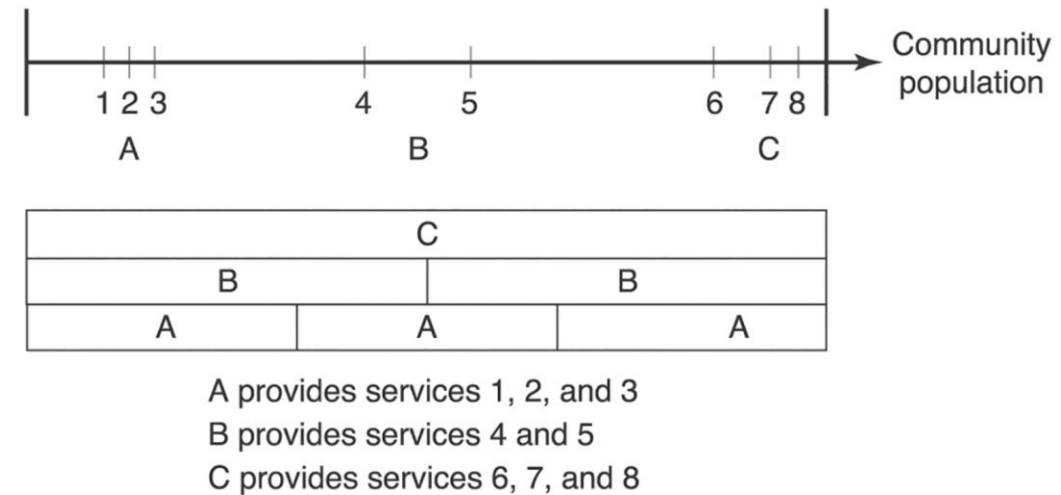 Community
population
1 2 3 4 5 6 7 8
A B C
C
B B
A A A
A provides services 1, 2, and 3
B provides services 4 and 5
C provides services 6, 7, and 8